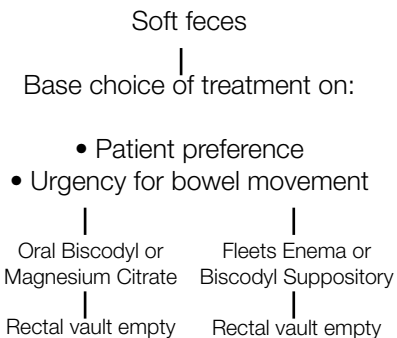 Soft feces
Base choice of treatment on:
• Patient preference
• Urgency for bowel movement
Oral Biscodyl or
Magnesium Citrate
Fleets Enema or
Biscodyl Suppository
Rectal vault empty
Rectal vault empty